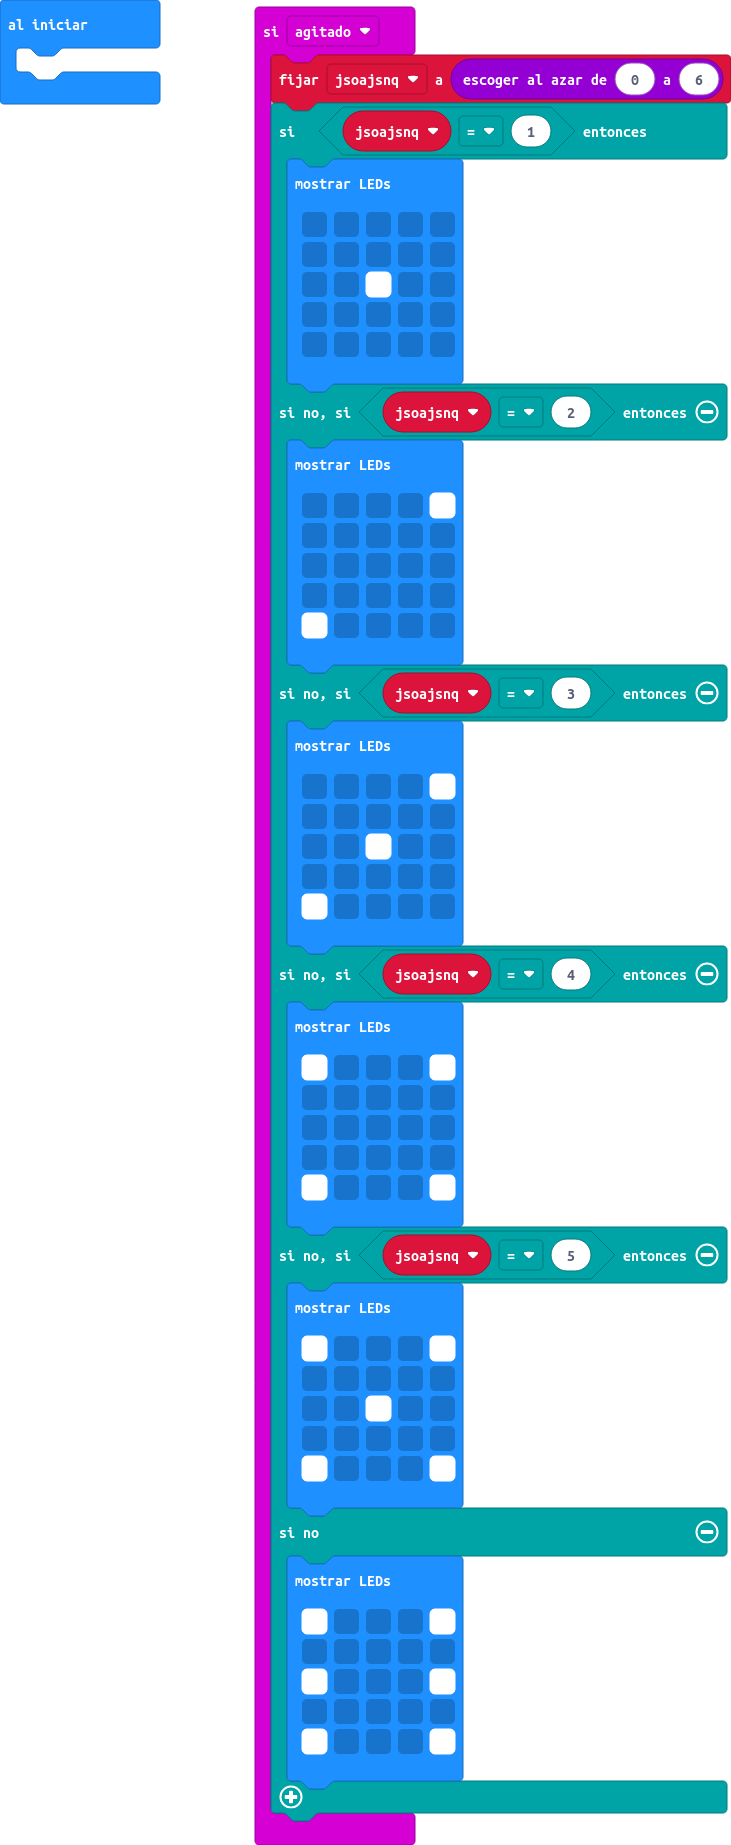 al iniciar
si agitado
fijar jsoajsnq a escoger al azar de 0 a 6
si jsoajsnq = 1 entonces
mostrar LEDs
si no, si jsoajsnq = 2 entonces
mostrar LEDs
si no, si jsoajsnq = 3 entonces
mostrar LEDs
si no, si jsoajsnq = 4 entonces
mostrar LEDs
si no, si jsoajsnq = 5 entonces
mostrar LEDs
si no
mostrar LEDs